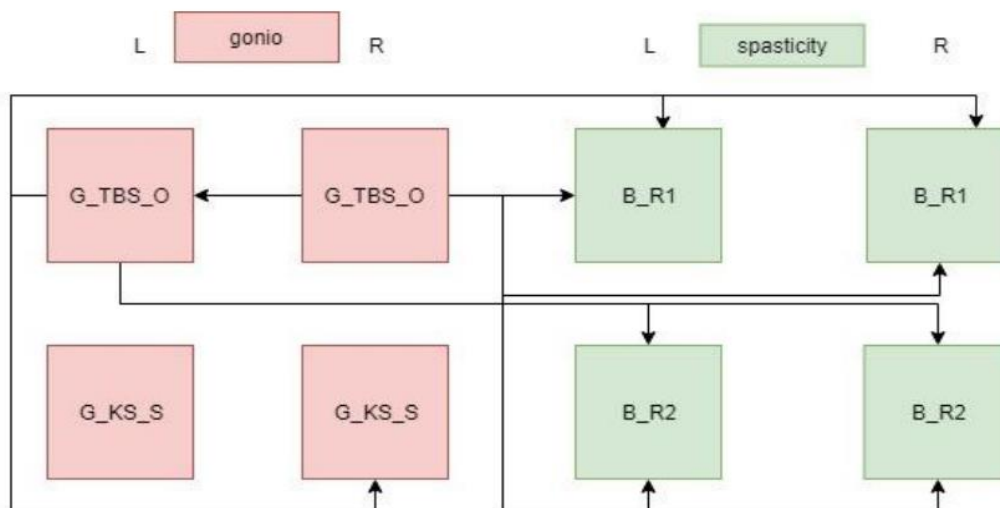 L gonio R L spasticity R
G_TBS_O G_TBS_O B_R1 B_R1
G_KS_S G_KS_S B_R2 B_R2